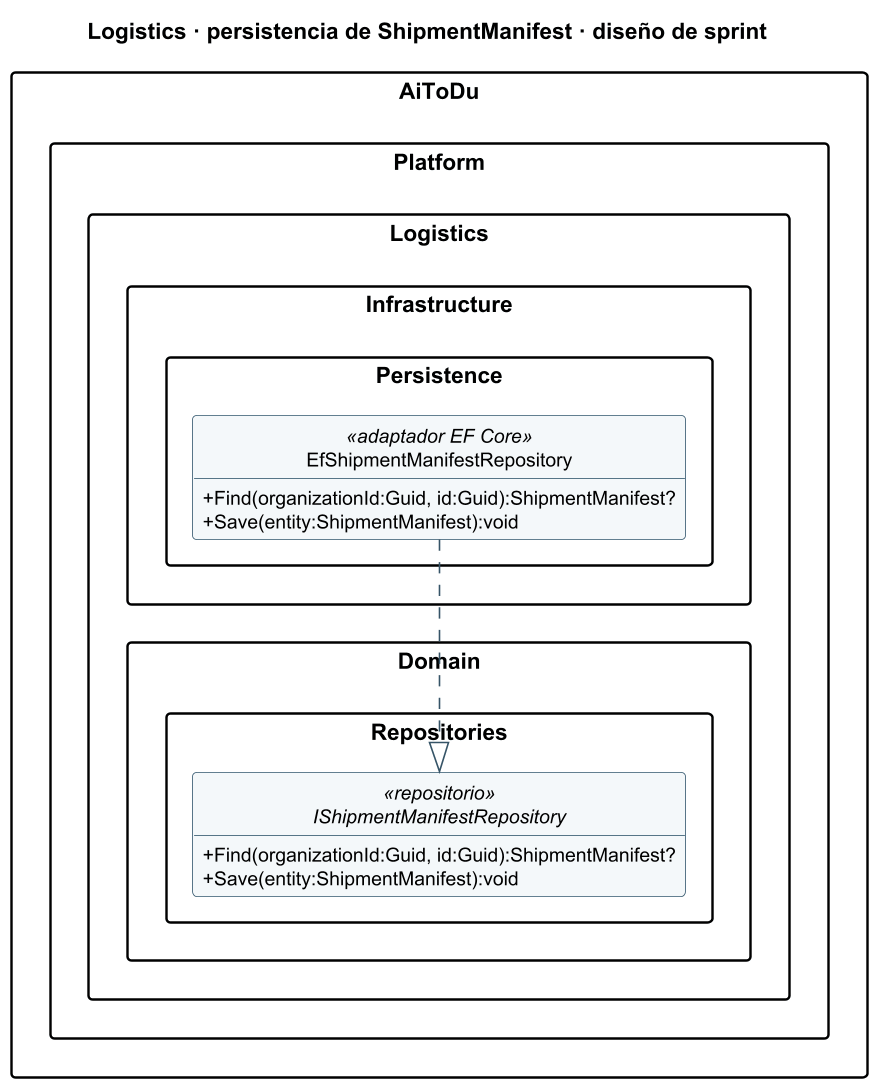 Logistics · persistencia de ShipmentManifest · diseño de sprint
AiToDu
Platform
Logistics
Infrastructure
Persistence
«adaptador EF Core»
EfShipmentManifestRepository
+Find(organizationId:Guid, id:Guid):ShipmentManifest?
+Save(entity:ShipmentManifest):void
Domain
Repositories
«repositorio»
IShipmentManifestRepository
+Find(organizationId:Guid, id:Guid):ShipmentManifest?
+Save(entity:ShipmentManifest):void